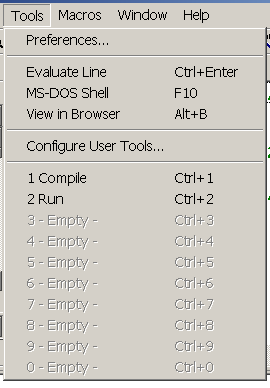 Tools Macros Window Help
Preferences...
Evaluate Line Ctrl+Enter
MS-DOS Shell F10
View in Browser Alt+B
Configure User Tools...
1 Compile Ctrl+1
2 Run Ctrl+2
3 - Empty - Ctrl+3
4 - Empty - Ctrl+4
5 - Empty - Ctrl+5
6 - Empty - Ctrl+6
7 - Empty - Ctrl+7
8 - Empty - Ctrl+8
9 - Empty - Ctrl+9
0 - Empty - Ctrl+0